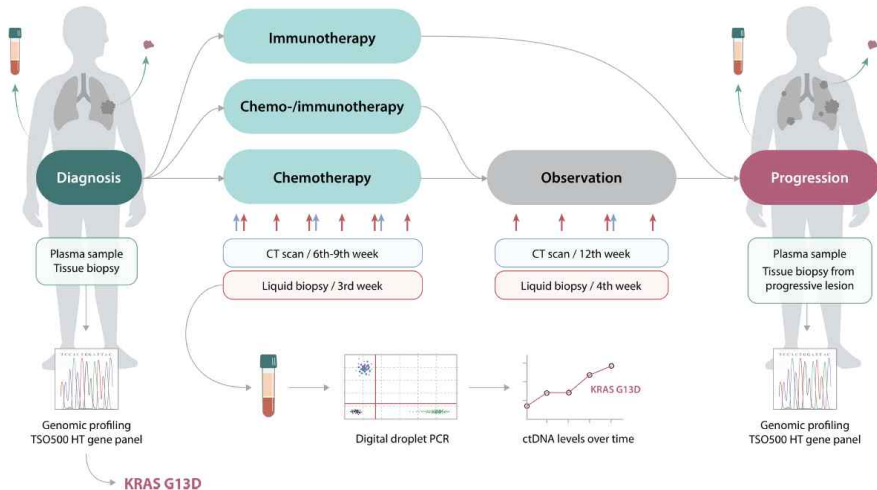 Immunotherapy
Chemo-/immunotherapy
Diagnosis
Chemotherapy
Observation
Progression
Plasma sample
Tissue biopsy
CT scan / 6th-9th week
Liquid biopsy / 3rd week
CT scan / 12th week
Liquid biopsy / 4th week
Plasma sample
Tissue biopsy from
progressive lesion
KRAS G13D
Genomic profiling
TSO500 HT gene panel
Digital droplet PCR
ctDNA levels over time
Genomic profiling
TSO500 HT gene panel
KRAS G13D